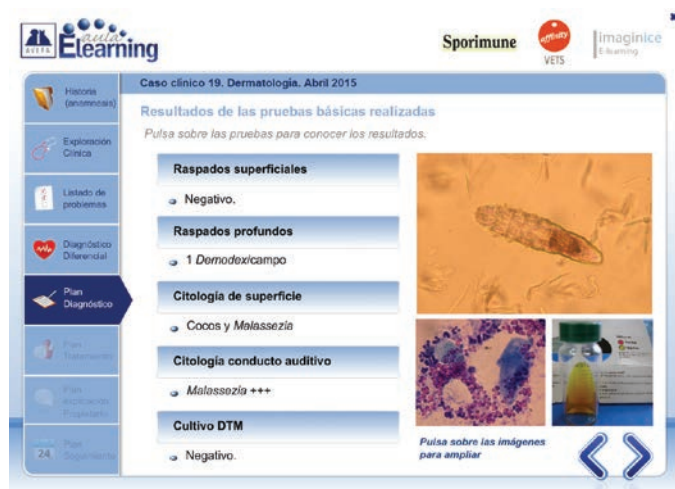 AVEPA
aula
Elearning
Sporimune
affinity
VETS
imaginice
E-learning
Historia
(anamnesis)
Exploración
Clínica
Listado de
problemas
Diagnóstico
Diferencial
Plan
Diagnóstico
Plan
Tratamiento
Plan
Explicación
Propietario
24
Plan
Seguimiento
Caso clínico 19. Dermatología. Abril 2015
Resultados de las pruebas básicas realizadas
Pulsa sobre las pruebas para conocer los resultados.
Raspados superficiales
Negativo.
Raspados profundos
1 Demodex/campo
Citología de superficie
Cocos y Malassezia
Citología conducto auditivo
Malassezia +++
Cultivo DTM
Negativo.
Pulsa sobre las imágenes
para ampliar